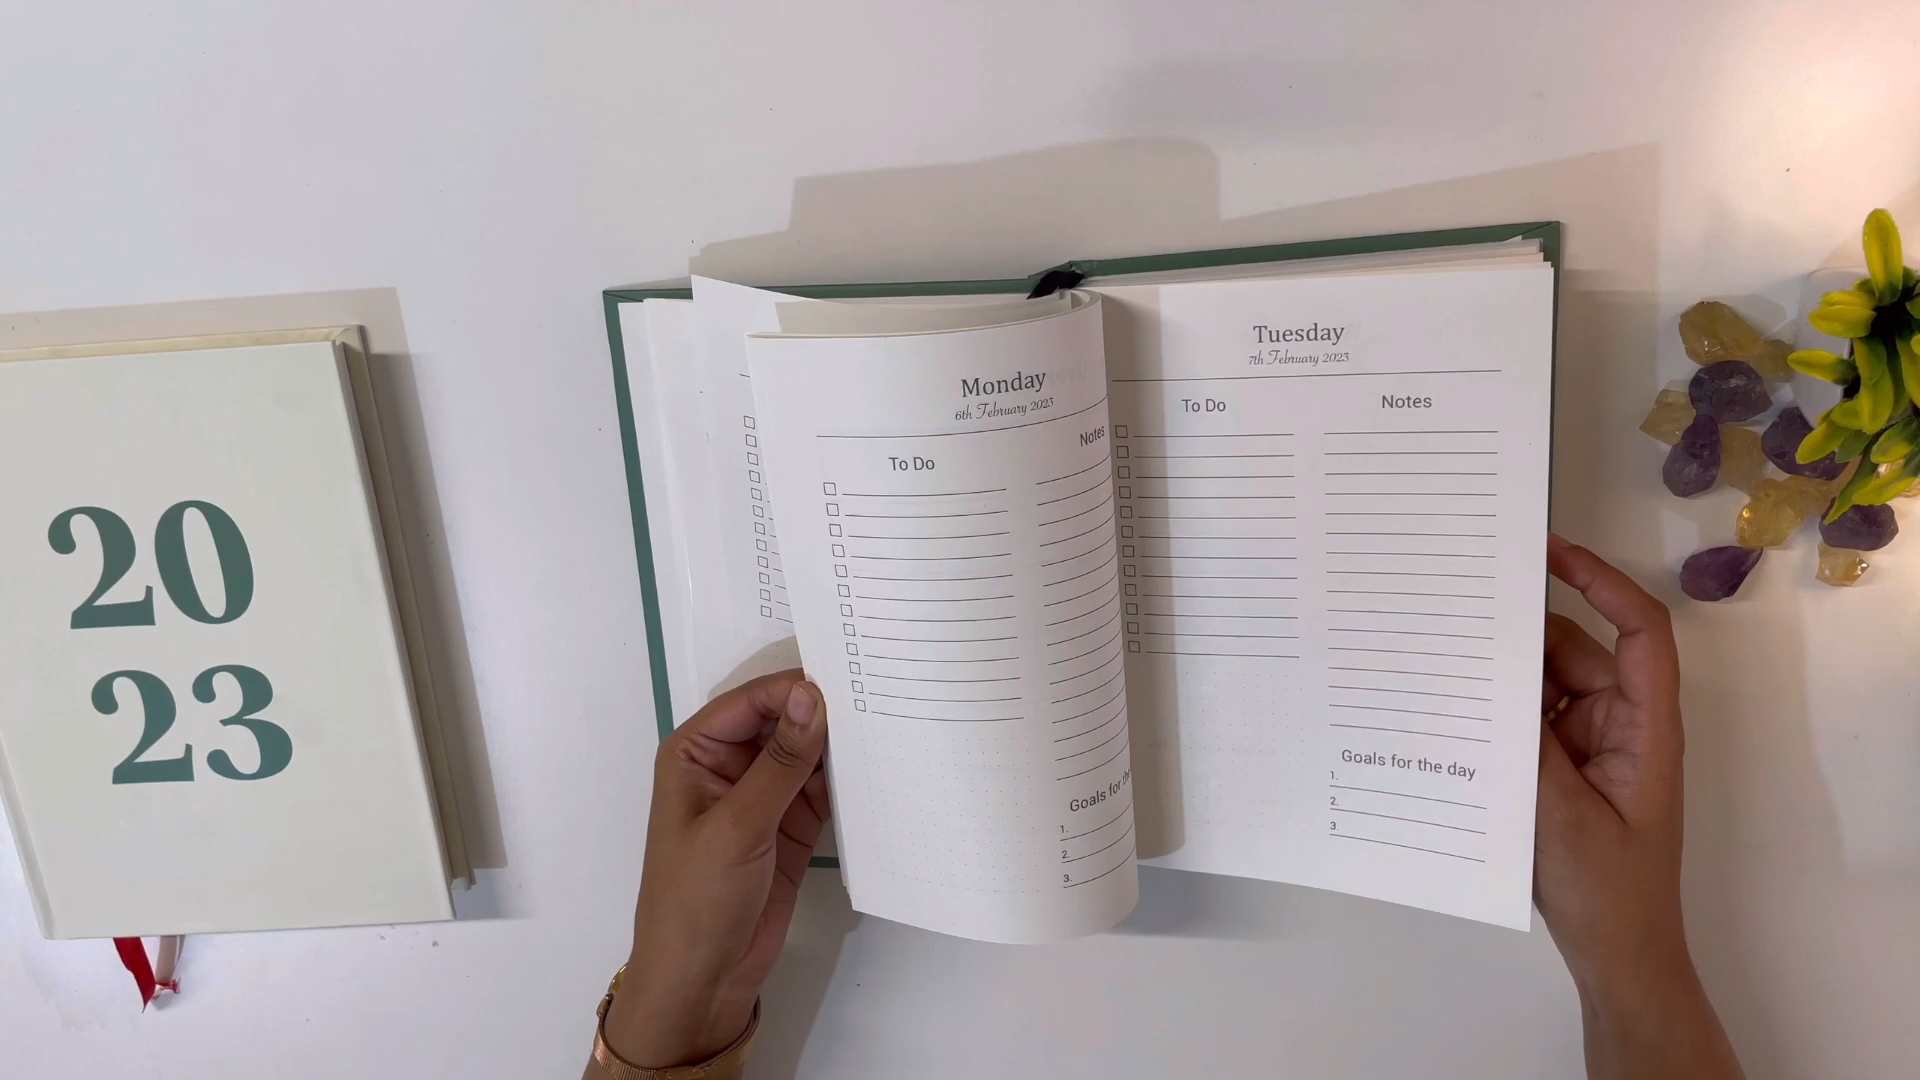 20
23
Monday
6th February 2023
To Do
Notes
Goals for the
1.
2.
3.
Tuesday
7th February 2023
To Do
Notes
Goals for the day
1.
2.
3.